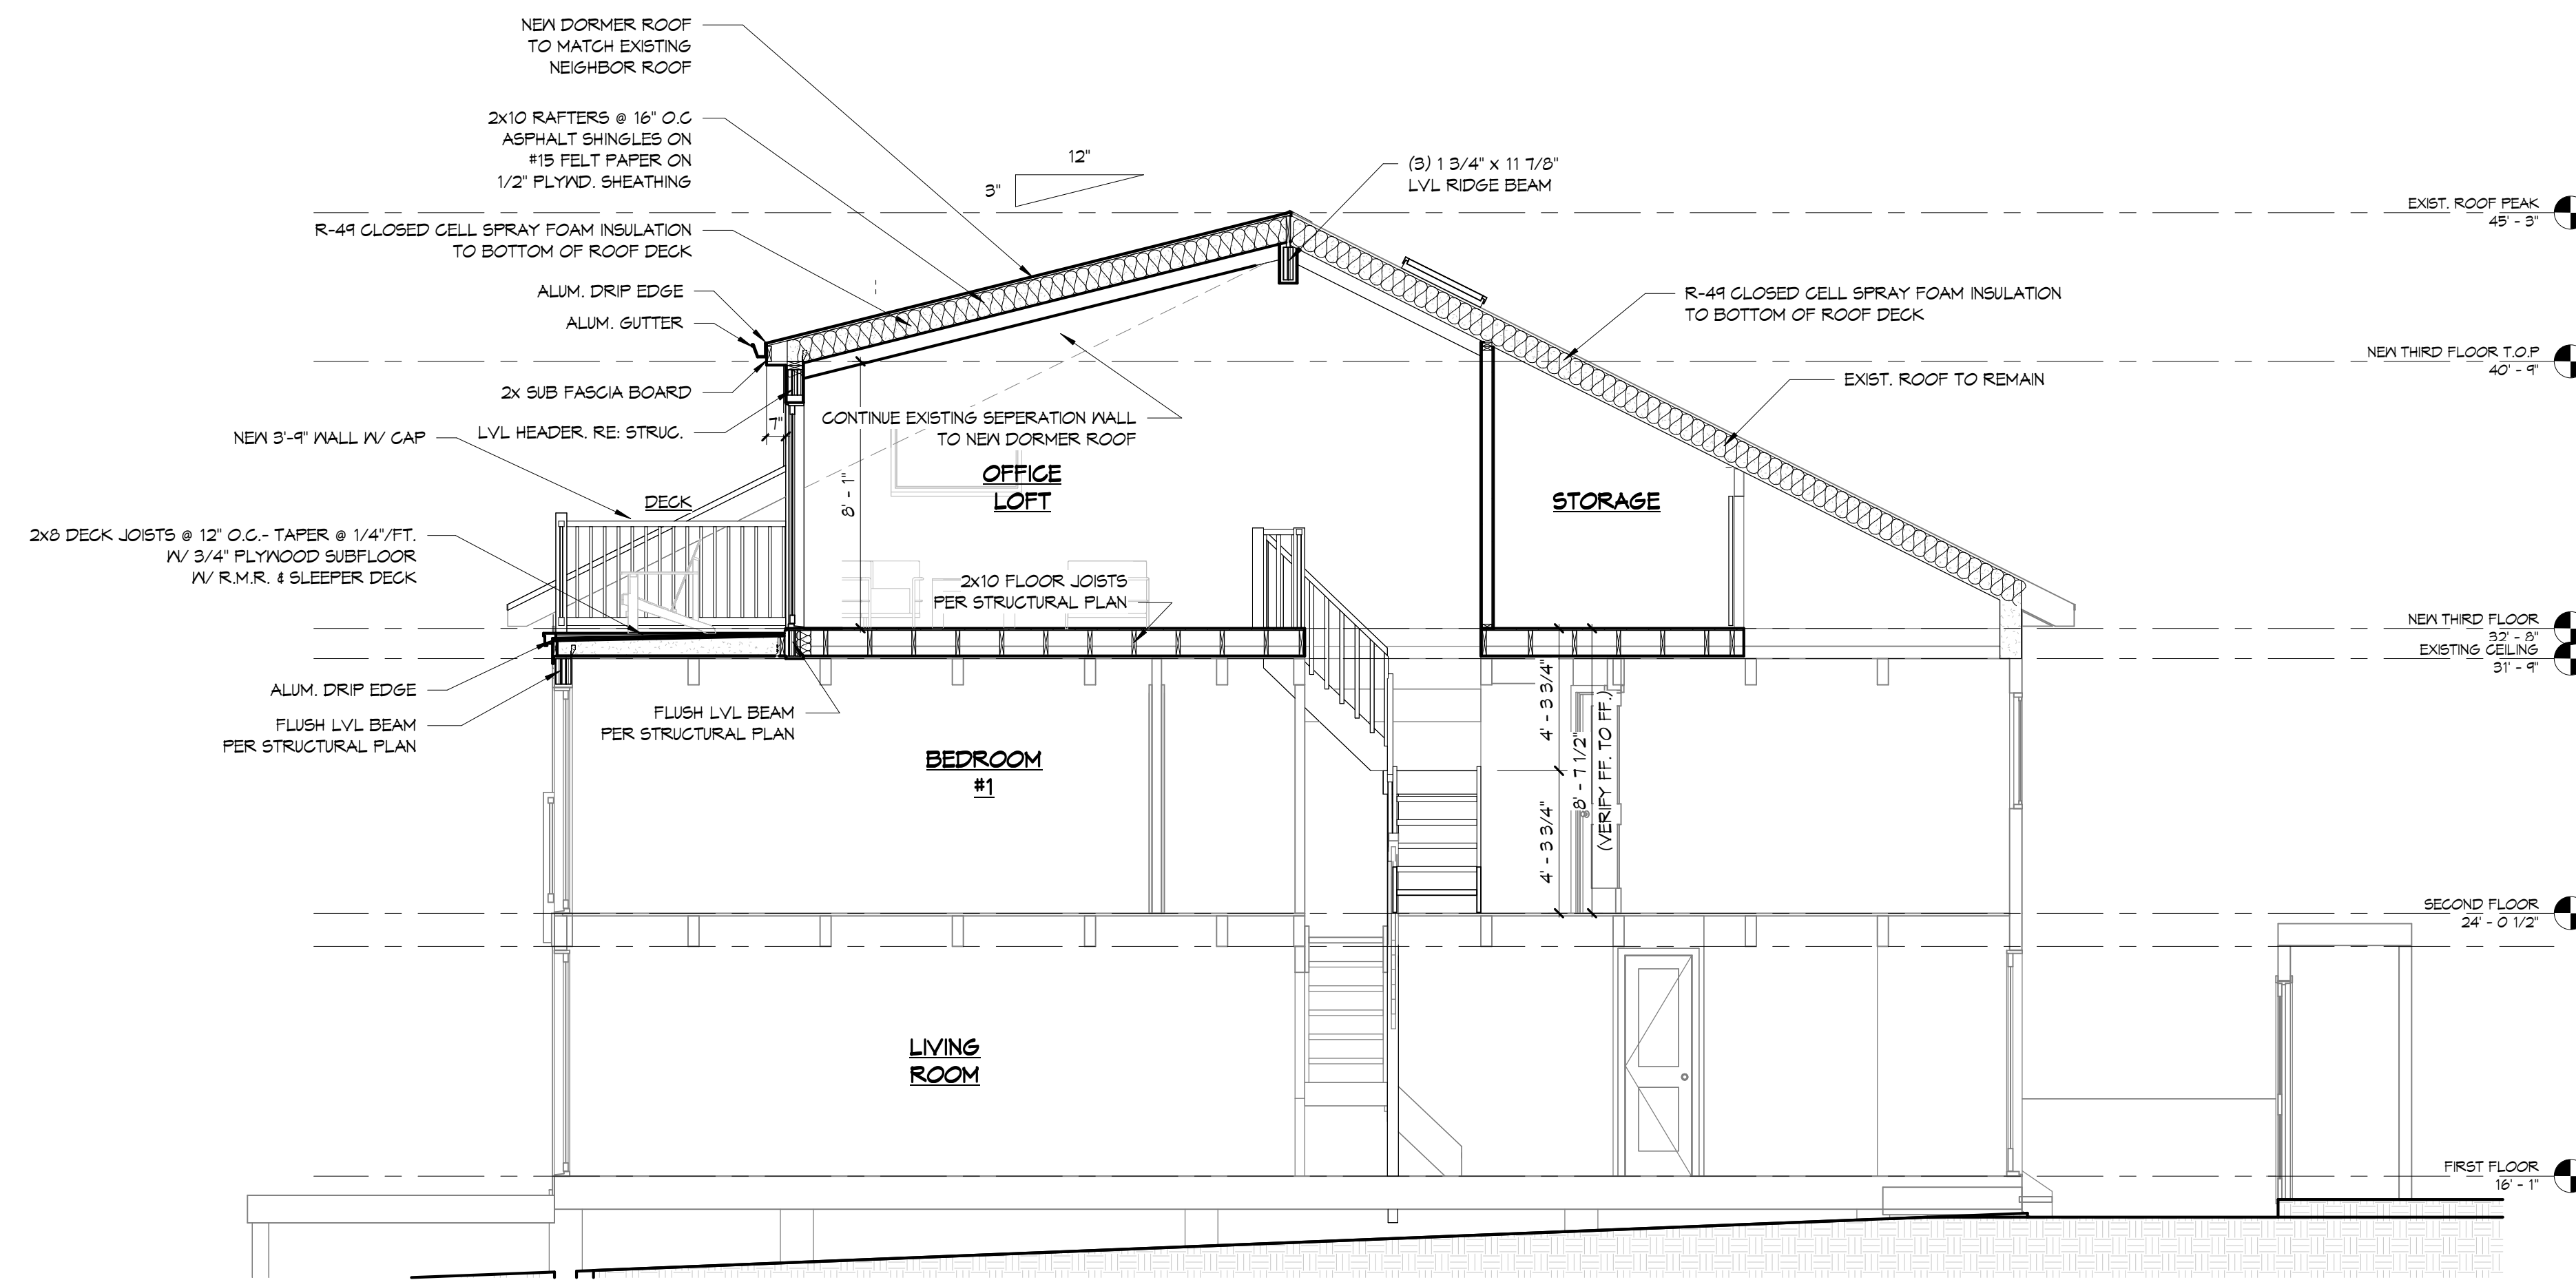 NEW DORMER ROOF
TO MATCH EXISTING
NEIGHBOR ROOF
2x10 RAFTERS @ 16" O.C
ASPHALT SHINGLES ON
#15 FELT PAPER ON
1/2" PLYWD. SHEATHING
12"
3"
(3) 1 3/4" x 11 7/8"
LVL RIDGE BEAM
EXIST. ROOF PEAK
45' - 3"
R-49 CLOSED CELL SPRAY FOAM INSULATION
TO BOTTOM OF ROOF DECK
ALUM. DRIP EDGE
ALUM. GUTTER
R-49 CLOSED CELL SPRAY FOAM INSULATION
TO BOTTOM OF ROOF DECK
NEW THIRD FLOOR T.O.P
40' - 9"
2x SUB FASCIA BOARD
EXIST. ROOF TO REMAIN
7"
CONTINUE EXISTING SEPERATION WALL
TO NEW DORMER ROOF
NEW 3'-9" WALL W/ CAP
LVL HEADER. RE: STRUC.
OFFICE
LOFT
8' - 1"
DECK
STORAGE
2x8 DECK JOISTS @ 12" O.C.- TAPER @ 1/4"/FT.
W/ 3/4" PLYWOOD SUBFLOOR
W/ R.M.R. & SLEEPER DECK
2x10 FLOOR JOISTS
PER STRUCTURAL PLAN
NEW THIRD FLOOR
32' - 8"
EXISTING CEILING
31' - 9"
ALUM. DRIP EDGE
FLUSH LVL BEAM
PER STRUCTURAL PLAN
FLUSH LVL BEAM
PER STRUCTURAL PLAN
4' - 3 3/4"
8' - 7 1/2"
(VERIFY FF. TO FF.)
4' - 3 3/4"
BEDROOM
#1
SECOND FLOOR
24' - 0 1/2"
LIVING
ROOM
FIRST FLOOR
16' - 1"